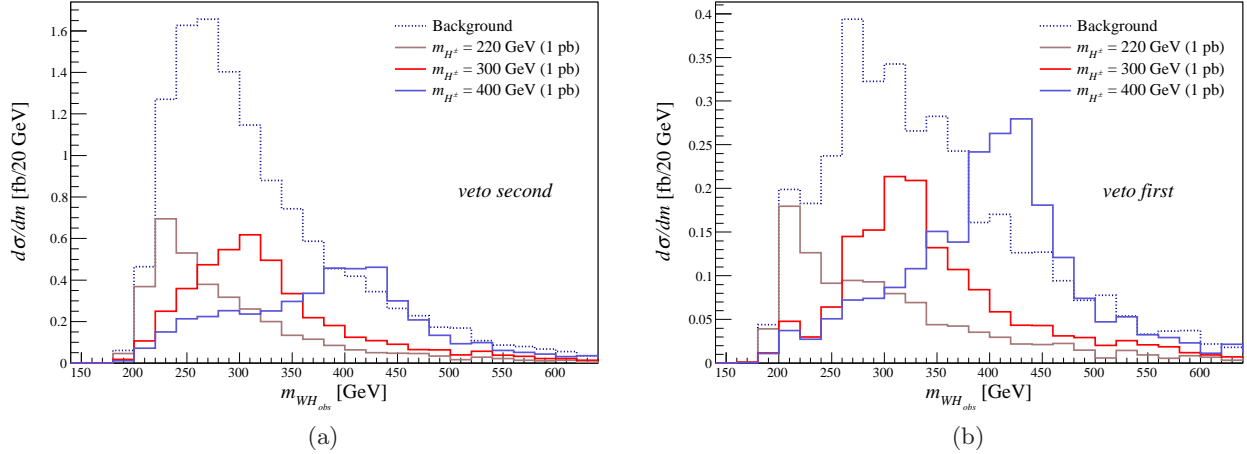 dσ/dm [fb/20 GeV]
1.6
1.4
1.2
1
0.8
0.6
0.4
0.2
0
Background
m_{H^±} = 220 GeV (1 pb)
m_{H^±} = 300 GeV (1 pb)
m_{H^±} = 400 GeV (1 pb)
veto second
150 200 250 300 350 400 450 500 550 600
m_{WH_{obs}} [GeV]
(a)
dσ/dm [fb/20 GeV]
0.4
0.35
0.3
0.25
0.2
0.15
0.1
0.05
0
Background
m_{H^±} = 220 GeV (1 pb)
m_{H^±} = 300 GeV (1 pb)
m_{H^±} = 400 GeV (1 pb)
veto first
150 200 250 300 350 400 450 500 550 600
m_{WH_{obs}} [GeV]
(b)